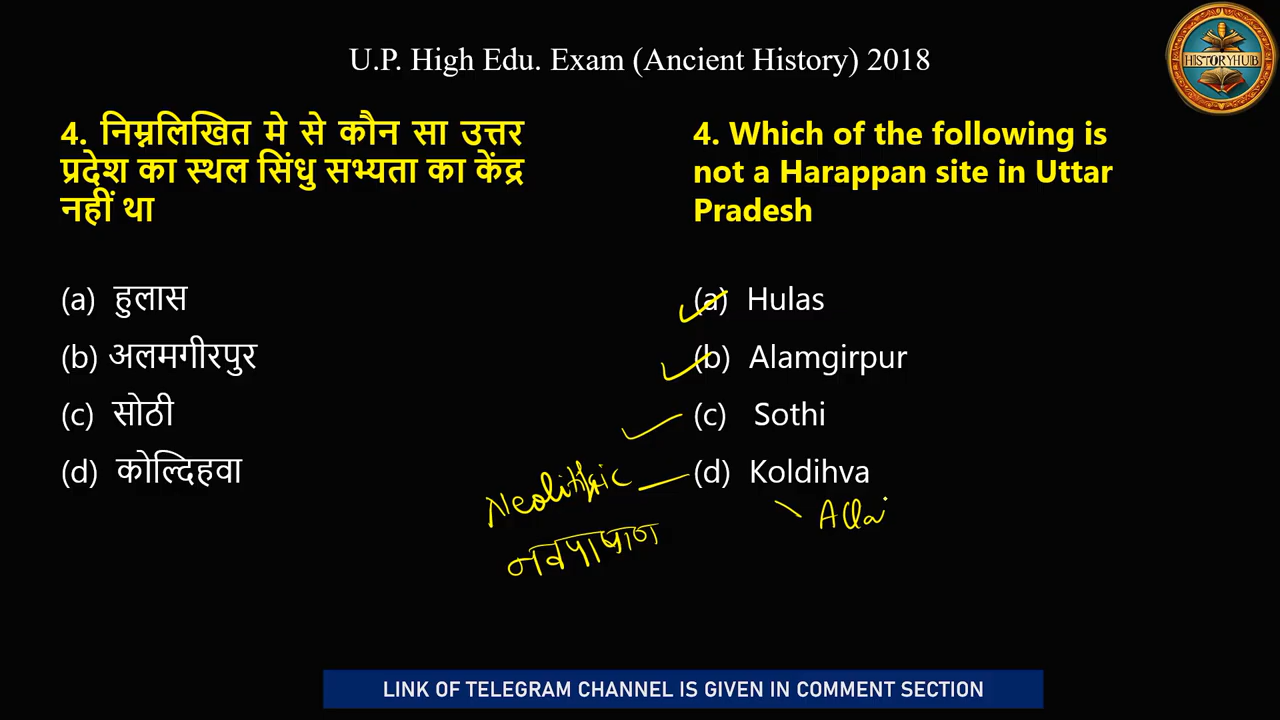 U.P. High Edu. Exam (Ancient History) 2018
HISTORYHUB
4. निम्नलिखित मे से कौन सा उत्तर
प्रदेश का स्थल सिंधु सभ्यता का केंद्र
नहीं था
(a) हुलास
(b) अलमगीरपुर
(c) सोठी
(d) कोल्दिहवा
4. Which of the following is
not a Harappan site in Uttar
Pradesh
(a) Hulas
(b) Alamgirpur
(c) Sothi
(d) Koldihva
Neolithic
नवपाषाण
LINK OF TELEGRAM CHANNEL IS GIVEN IN COMMENT SECTION